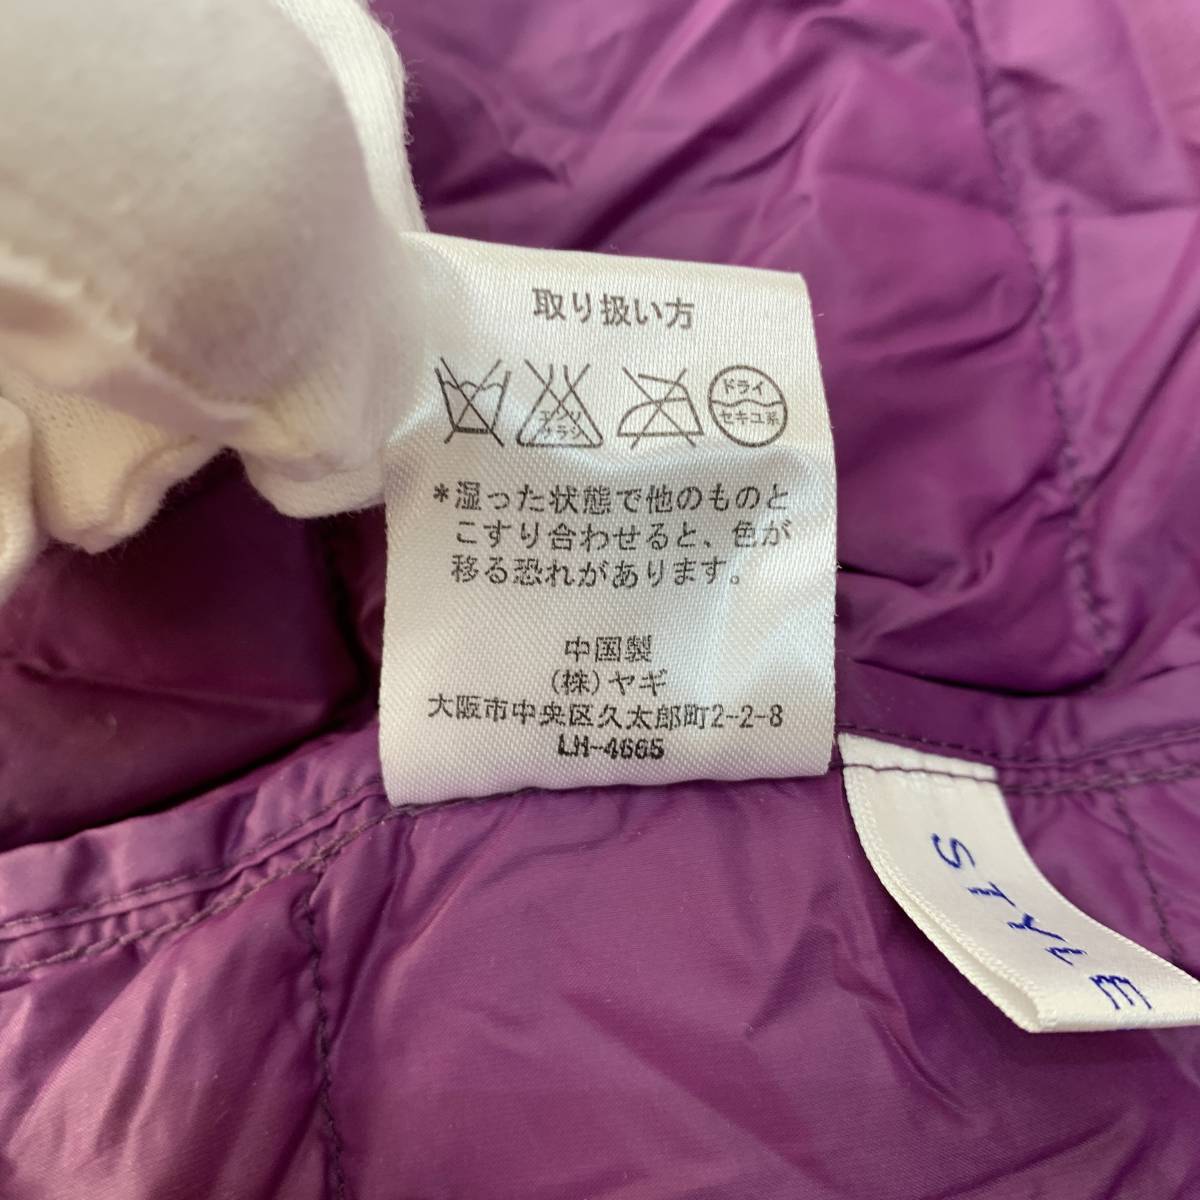 取り扱い方
エンソ
サラシ
ドライ
セキユ系
*湿った状態で他のものと
こすり合わせると、色が
移る恐れがあります。
中国製
(株)ヤギ
大阪市中央区久太郎町2-2-8
LH-4665
STYLE